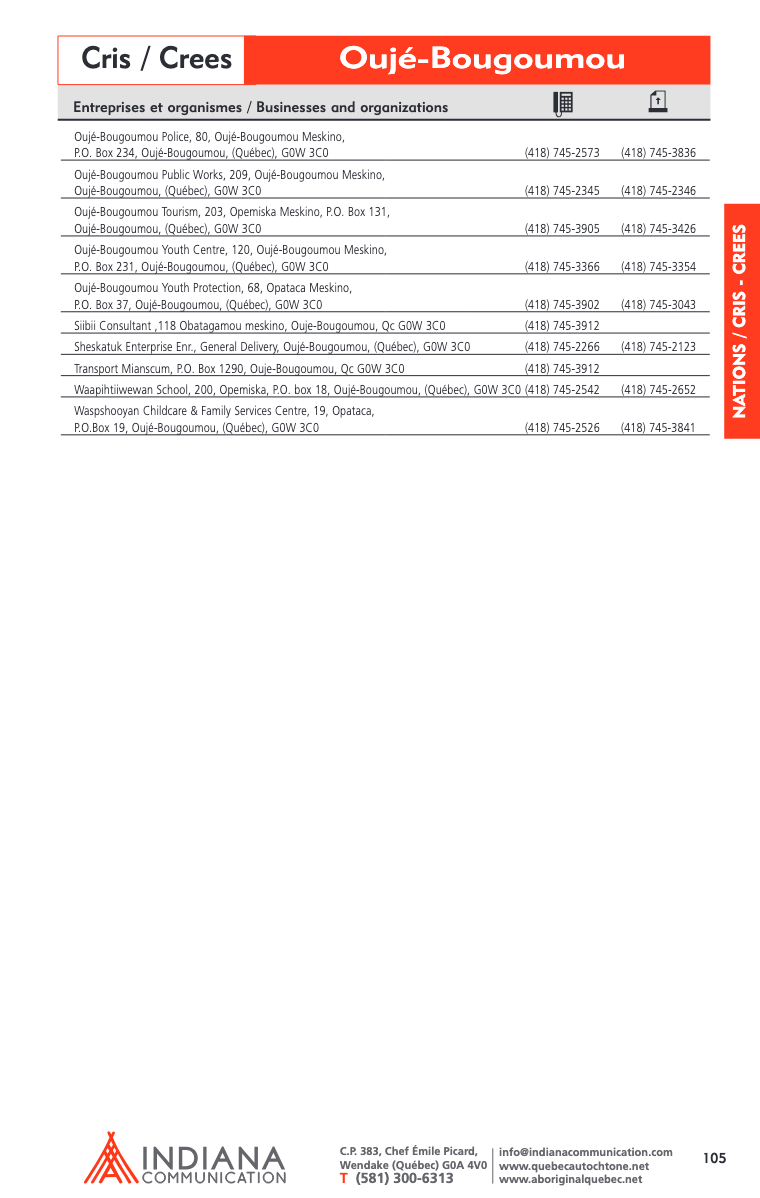 Cris / Crees
Oujé-Bougoumou
Entreprises et organismes / Businesses and organizations
Oujé-Bougoumou Police, 80, Oujé-Bougoumou Meskino,
P.O. Box 234, Oujé-Bougoumou, (Québec), G0W 3C0 (418) 745-2573 (418) 745-3836
Oujé-Bougoumou Public Works, 209, Oujé-Bougoumou Meskino,
Oujé-Bougoumou, (Québec), G0W 3C0 (418) 745-2345 (418) 745-2346
Oujé-Bougoumou Tourism, 203, Opemiska Meskino, P.O. Box 131,
Oujé-Bougoumou, (Québec), G0W 3C0 (418) 745-3905 (418) 745-3426
Oujé-Bougoumou Youth Centre, 120, Oujé-Bougoumou Meskino,
P.O. Box 231, Oujé-Bougoumou, (Québec), G0W 3C0 (418) 745-3366 (418) 745-3354
Oujé-Bougoumou Youth Protection, 68, Opataca Meskino,
P.O. Box 37, Oujé-Bougoumou, (Québec), G0W 3C0 (418) 745-3902 (418) 745-3043
Siibii Consultant ,118 Obatagamou meskino, Ouje-Bougoumou, Qc G0W 3C0 (418) 745-3912
Sheskatuk Enterprise Enr., General Delivery, Oujé-Bougoumou, (Québec), G0W 3C0 (418) 745-2266 (418) 745-2123
Transport Mianscum, P.O. Box 1290, Ouje-Bougoumou, Qc G0W 3C0 (418) 745-3912
Waapihtiiwewan School, 200, Opemiska, P.O. box 18, Oujé-Bougoumou, (Québec), G0W 3C0 (418) 745-2542 (418) 745-2652
Waspshooyan Childcare & Family Services Centre, 19, Opataca,
P.O.Box 19, Oujé-Bougoumou, (Québec), G0W 3C0 (418) 745-2526 (418) 745-3841
NATIONS / CRIS - CREES
INDIANA
COMMUNICATION
C.P. 383, Chef Émile Picard,
Wendake (Québec) G0A 4V0
T (581) 300-6313
info@indianacommunication.com
www.quebecautochtone.net
www.aboriginalquebec.net
105